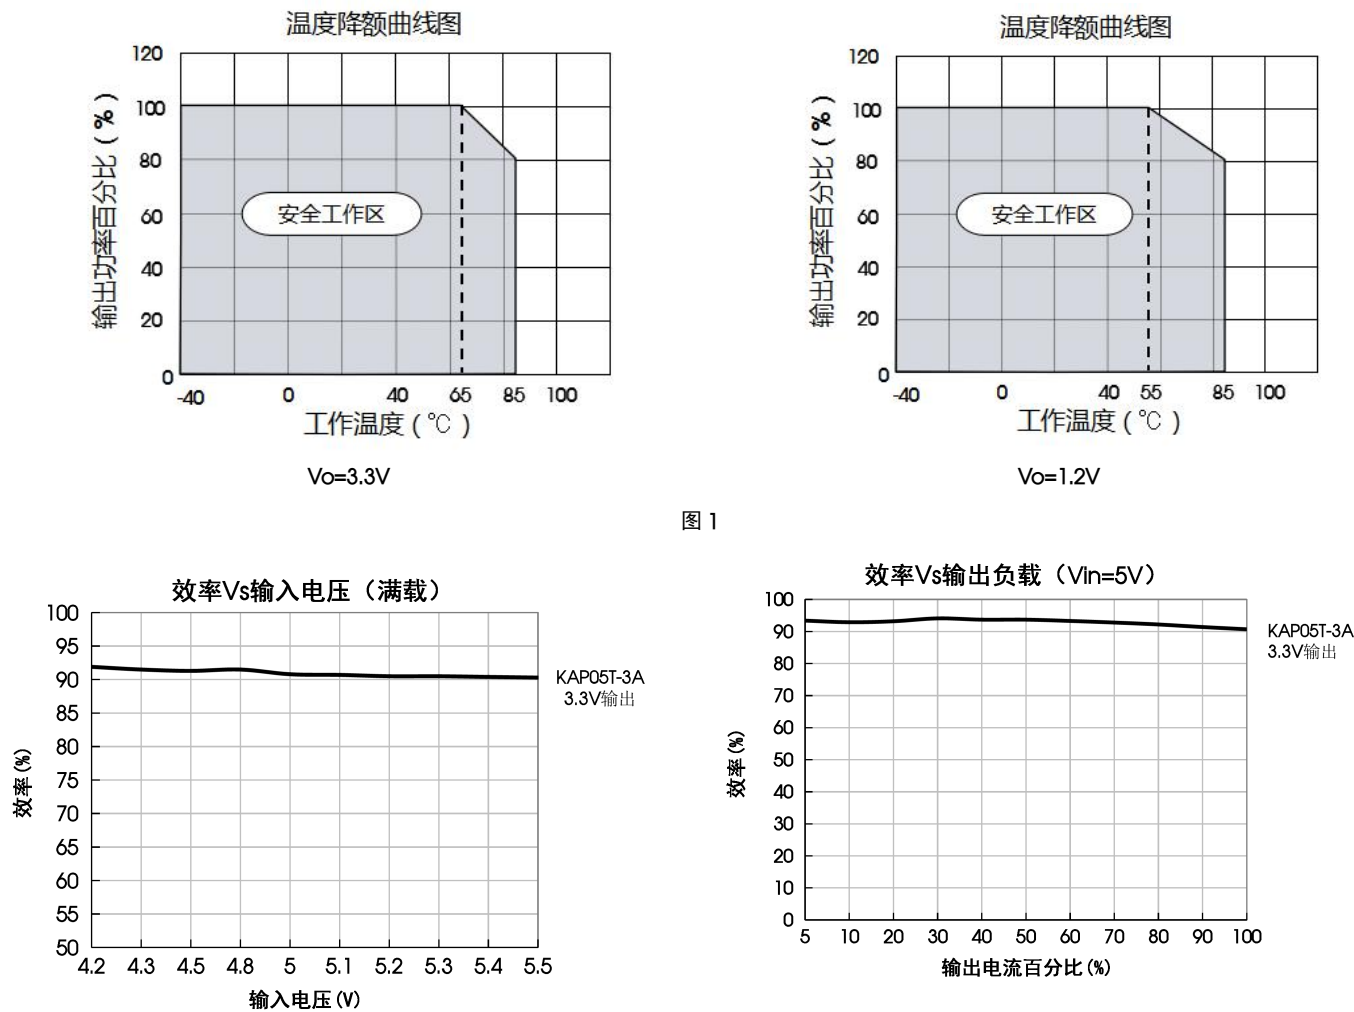 温度降额曲线图
120
100
80
60
40
20
0
输出功率百分比(%)
安全工作区
-40 0 40 65 85 100
工作温度(℃)
Vo=3.3V
温度降额曲线图
120
100
80
60
40
20
0
输出功率百分比(%)
安全工作区
-40 0 40 55 85 100
工作温度(℃)
Vo=1.2V
图 1
效率Vs输入电压（满载）
100
95
90
85
80
75
70
65
60
55
50
效率(%)
4.2 4.3 4.5 4.8 5 5.1 5.2 5.3 5.4 5.5
输入电压(V)
KAP05T-3A
3.3V输出
效率Vs输出负载（Vin=5V）
100
90
80
70
60
50
40
30
20
10
0
效率(%)
5 10 20 30 40 50 60 70 80 90 100
输出电流百分比(%)
KAP05T-3A
3.3V输出